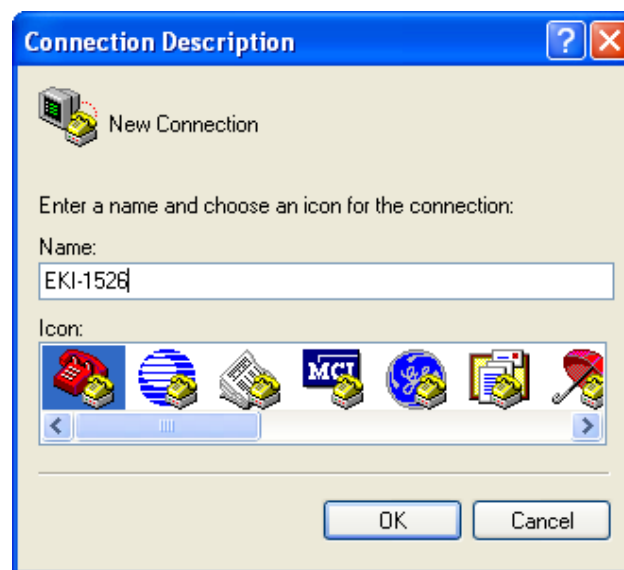 Connection Description
New Connection
Enter a name and choose an icon for the connection:
Name:
EKI-1526
Icon:
MCI
OK Cancel